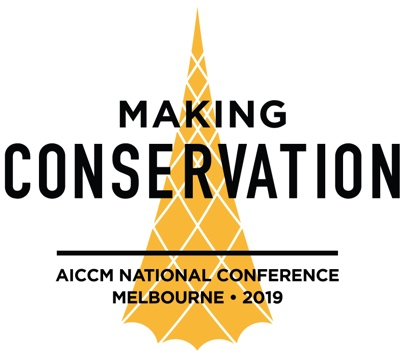 MAKING
CONSERVATION
AICCM NATIONAL CONFERENCE
MELBOURNE • 2019